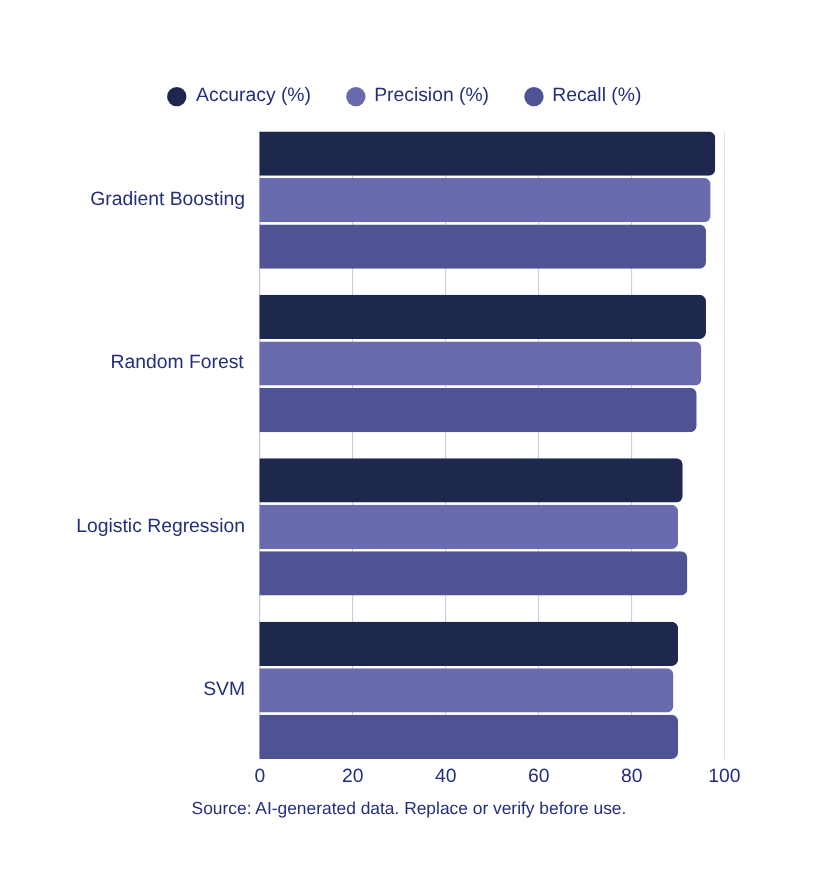 Accuracy (%) Precision (%) Recall (%)
Gradient Boosting
Random Forest
Logistic Regression
SVM
0 20 40 60 80 100
Source: AI-generated data. Replace or verify before use.